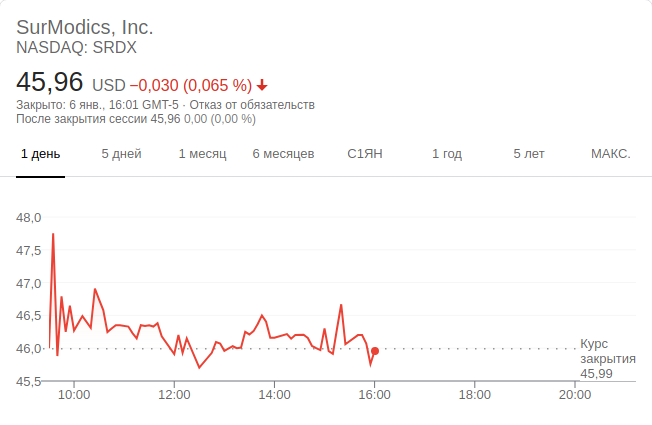 SurModics, Inc.
NASDAQ: SRDX
45,96 USD −0,030 (0,065 %)
Закрыто: 6 янв., 16:01 GMT-5 · Отказ от обязательств
После закрытия сессии 45,96 0,00 (0,00 %)
1 день 5 дней 1 месяц 6 месяцев С1ЯН 1 год 5 лет МАКС.
48,0
47,5
47,0
46,5
46,0
45,5
Курс
закрытия
45,99
10:00 12:00 14:00 16:00 18:00 20:00